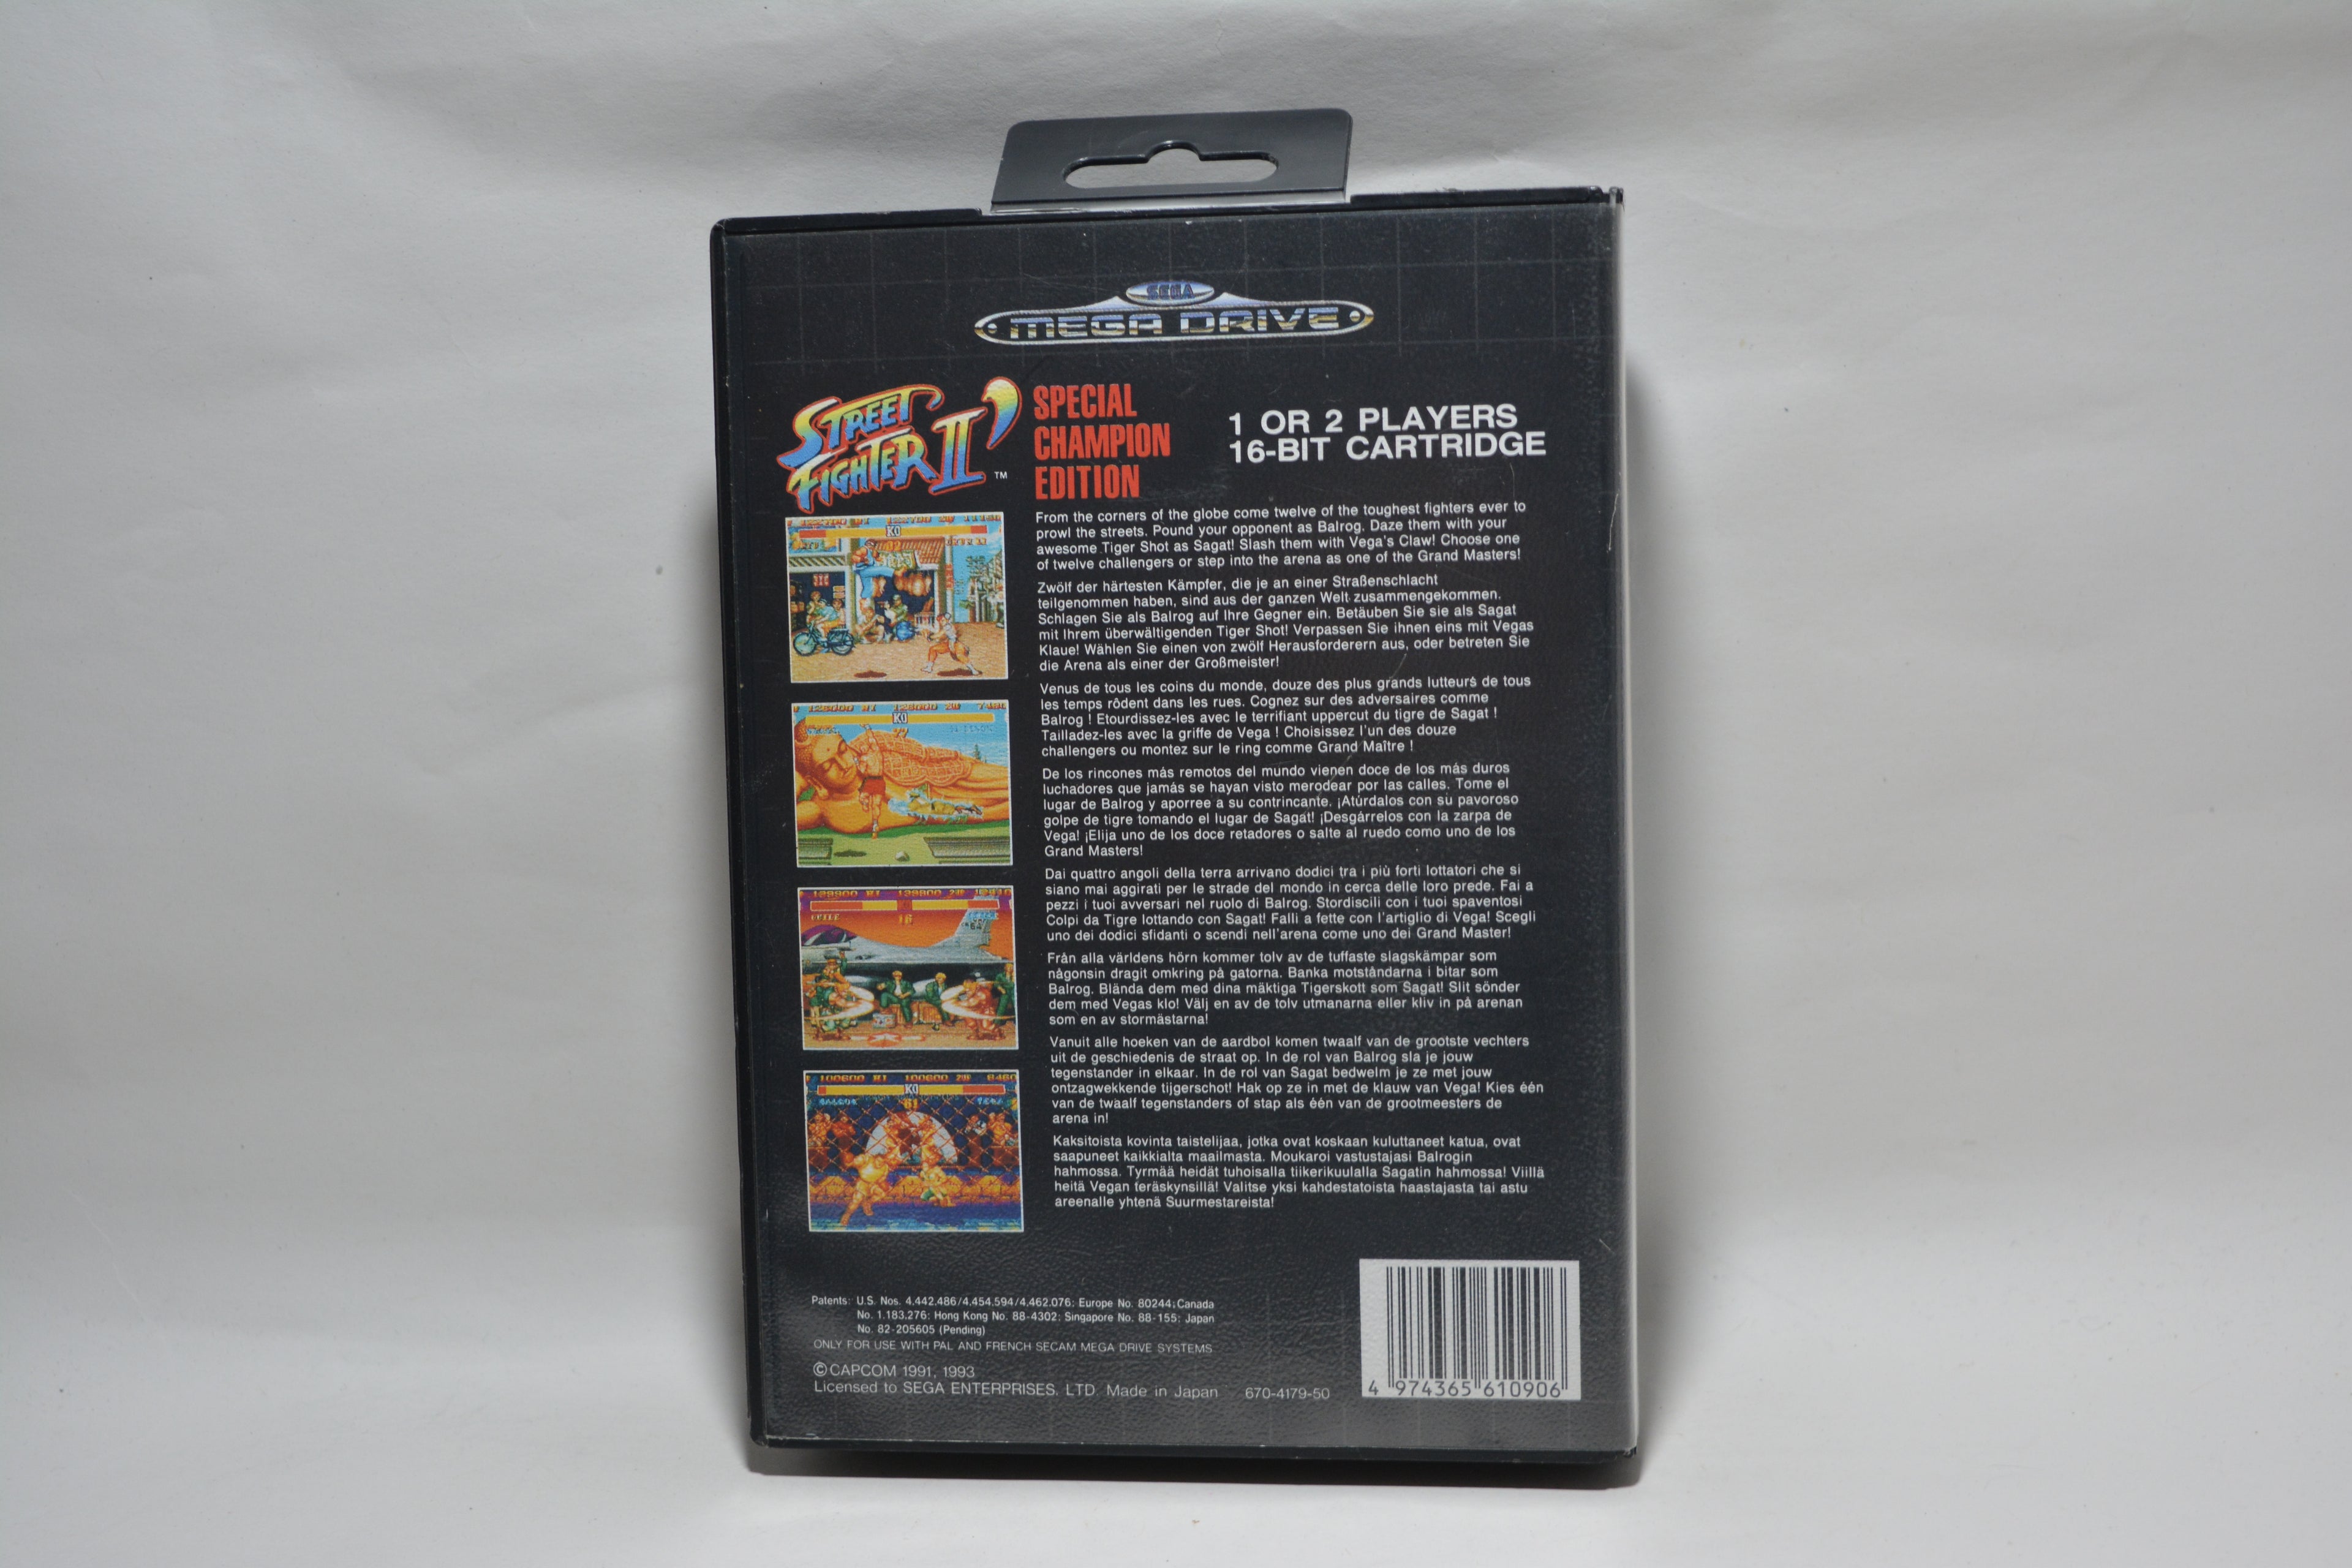 SEGA
MEGA DRIVE
STREET
FIGHTER II'
TM
SPECIAL
CHAMPION
EDITION
1 OR 2 PLAYERS
16-BIT CARTRIDGE
From the corners of the globe come twelve of the toughest fighters ever to
prowl the streets. Pound your opponent as Balrog. Daze them with your
awesome Tiger Shot as Sagat! Slash them with Vega's Claw! Choose one
of twelve challengers or step into the arena as one of the Grand Masters!
Zwölf der härtesten Kämpfer, die je an einer Straßenschlacht
teilgenommen haben, sind aus der ganzen Welt zusammengekommen.
Schlagen Sie als Balrog auf Ihre Gegner ein. Betäuben Sie sie als Sagat
mit Ihrem überwältigenden Tiger Shot! Verpassen Sie ihnen eins mit Vegas
Klaue! Wählen Sie einen von zwölf Herausforderern aus, oder betreten Sie
die Arena als einer der Großmeister!
Venus de tous les coins du monde, douze des plus grands lutteurs de tous
les temps rôdent dans les rues. Cognez sur des adversaires comme
Balrog ! Etourdissez-les avec le terrifiant uppercut du tigre de Sagat !
Tailladez-les avec la griffe de Vega ! Choisissez l'un des douze
challengers ou montez sur le ring comme Grand Maître !
De los rincones más remotos del mundo vienen doce de los más duros
luchadores que jamás se hayan visto merodear por las calles. Tome el
lugar de Balrog y aporree a su contrincante. ¡Atúrdalos con su pavoroso
golpe de tigre tomando el lugar de Sagat! ¡Desgárrelos con la zarpa de
Vega! ¡Elija uno de los doce retadores o salte al ruedo como uno de los
Grand Masters!
Dai quattro angoli della terra arrivano dodici tra i più forti lottatori che si
siano mai aggirati per le strade del mondo in cerca delle loro prede. Fai a
pezzi i tuoi avversari nel ruolo di Balrog. Stordiscili con i tuoi spaventosi
Colpi da Tigre lottando con Sagat! Falli a fette con l'artiglio di Vega! Scegli
uno dei dodici sfidanti o scendi nell'arena come uno dei Grand Master!
Från alla världens hörn kommer tolv av de tuffaste slagskämpar som
någonsin dragit omkring på gatorna. Banka motståndarna i bitar som
Balrog. Blända dem med dina mäktiga Tigerskott som Sagat! Slit sönder
dem med Vegas klo! Välj en av de tolv utmanarna eller kliv in på arenan
som en av stormästarna!
Vanuit alle hoeken van de aardbol komen twaalf van de grootste vechters
uit de geschiedenis de straat op. In de rol van Balrog sla je jouw
tegenstander in elkaar. In de rol van Sagat bedwelm je ze met jouw
ontzagwekkende tijgerschot! Hak op ze in met de klauw van Vega! Kies één
van de twaalf tegenstanders of stap als één van de grootmeesters de
arena in!
Kaksitoista kovinta taistelijaa, jotka ovat koskaan kuluttaneet katua, ovat
saapuneet kaikkialta maailmasta. Moukaroi vastustajasi Balrogin
hahmossa. Tyrmää heidät tuhoisalla tiikerikuulalla Sagatin hahmossa! Viillä
heitä Vegan teräskynsillä! Valitse yksi kahdestatoista haastajasta tai astu
areenalle yhtenä Suurmestareista!
KO
KO
128000 HI 128000
16
129900 HI 129800
KO
100600 HI 100600
61
Patents: U.S. Nos. 4.442.486/4.454.594/4.462.076: Europe No. 80244: Canada
No. 1.183.276: Hong Kong No. 88-4302: Singapore No. 88-155: Japan
No. 82-205605 (Pending)
ONLY FOR USE WITH PAL AND FRENCH SECAM MEGA DRIVE SYSTEMS
© CAPCOM 1991, 1993
Licensed to SEGA ENTERPRISES, LTD. Made in Japan 670-4179-50
4 974365 610906